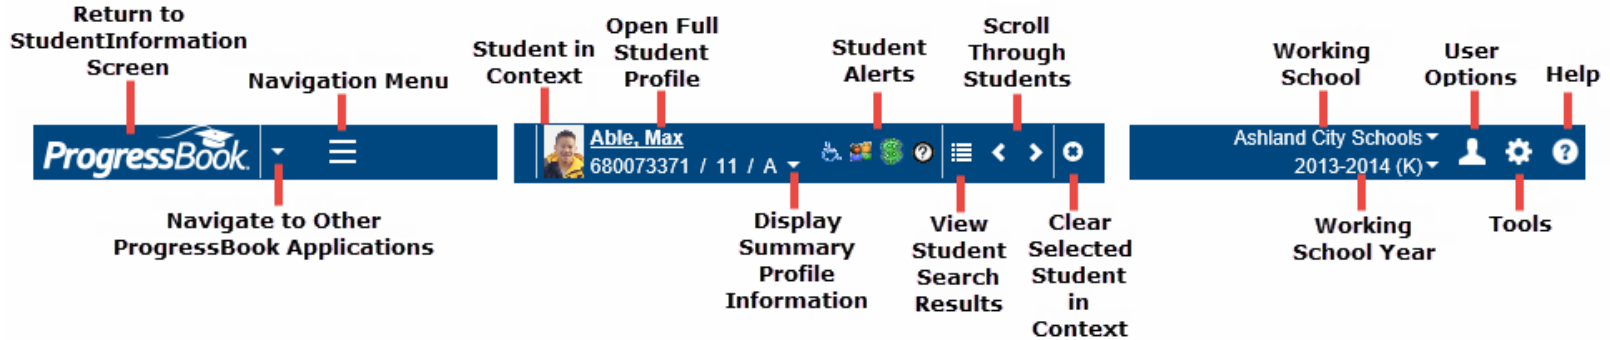 Return to
StudentInformation
Screen
Navigation Menu
Student in
Context
Open Full
Student
Profile
Student
Alerts
Scroll
Through
Students
Working
School
User
Options
Help
ProgressBook
Able, Max
680073371 / 11 / A
Ashland City Schools
2013-2014 (K)
Navigate to Other
ProgressBook Applications
Display
Summary
Profile
Information
View
Student
Search
Results
Clear
Selected
Student
in
Context
Working
School Year
Tools